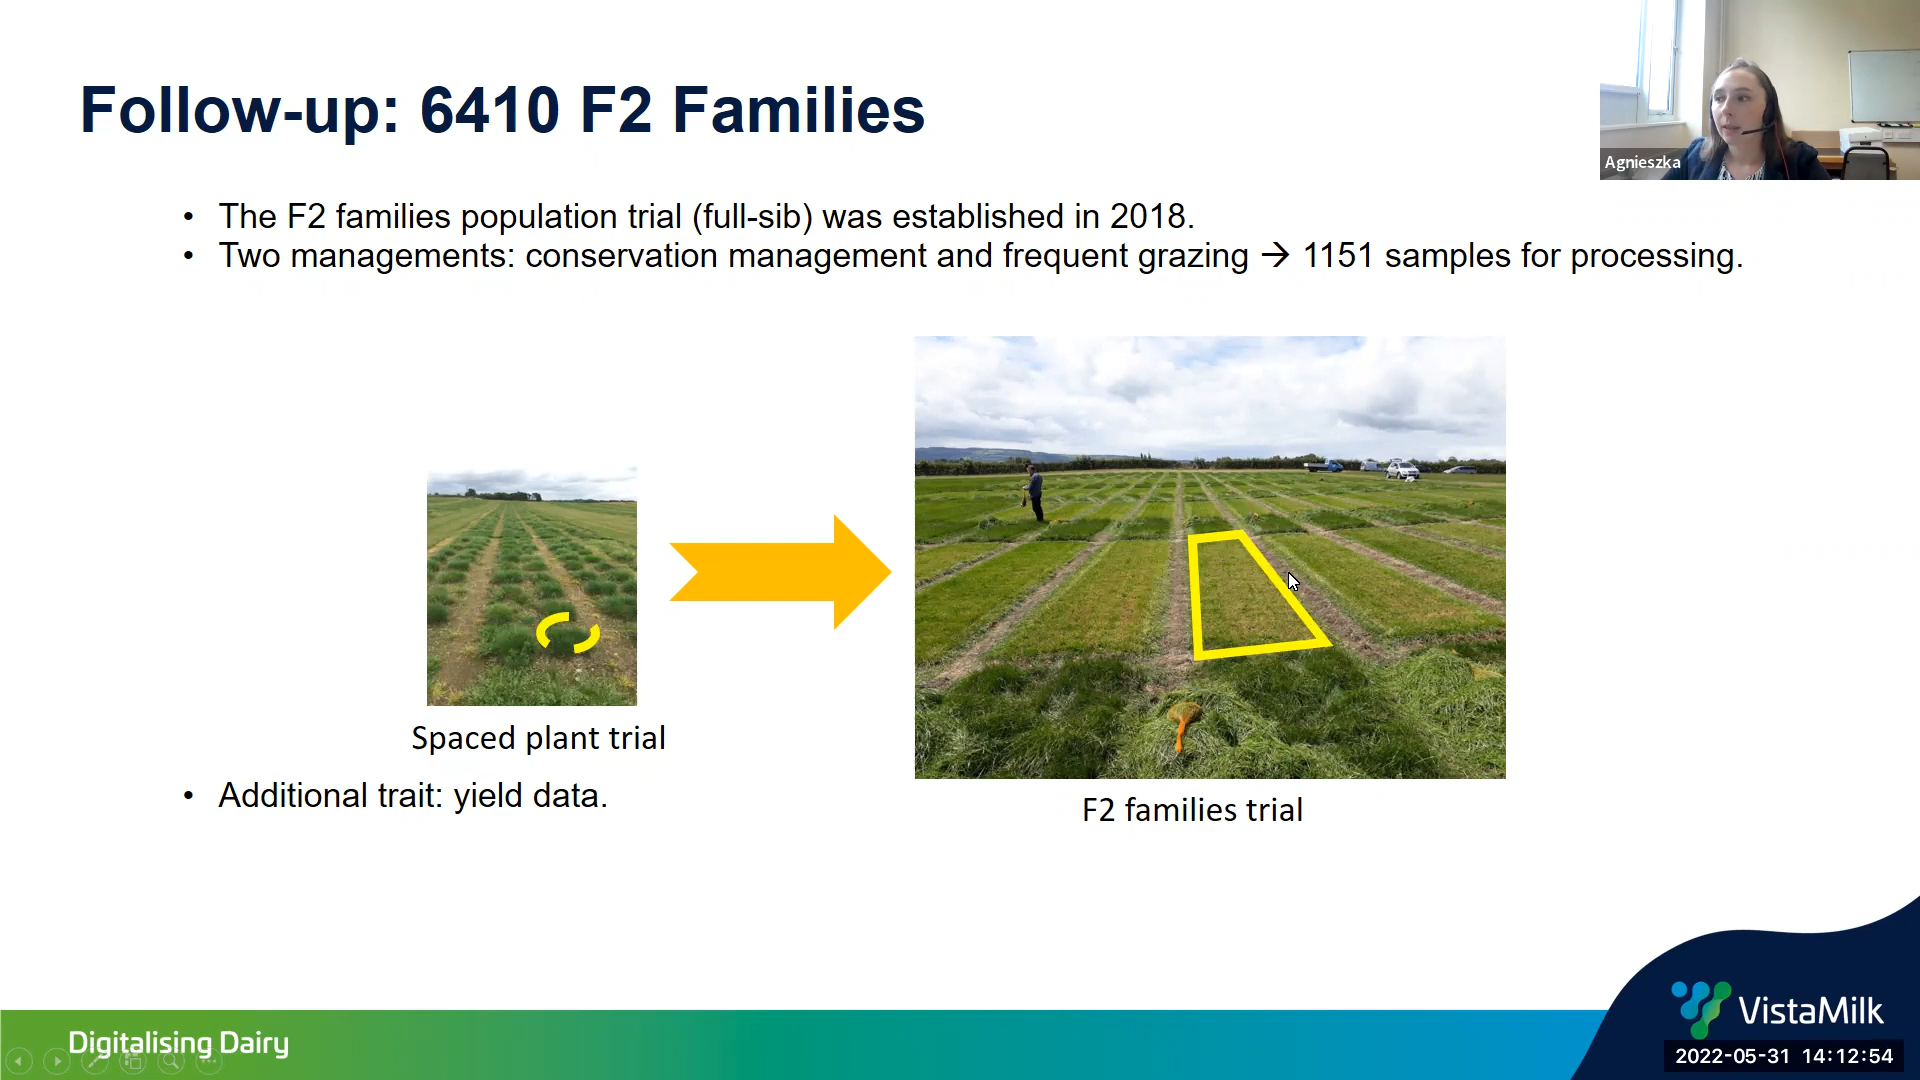 Follow-up: 6410 F2 Families
Agnieszka
• The F2 families population trial (full-sib) was established in 2018.
• Two managements: conservation management and frequent grazing → 1151 samples for processing.
Spaced plant trial
• Additional trait: yield data.
F2 families trial
Digitalising Dairy
VistaMilk
2022-05-31 14:12:54